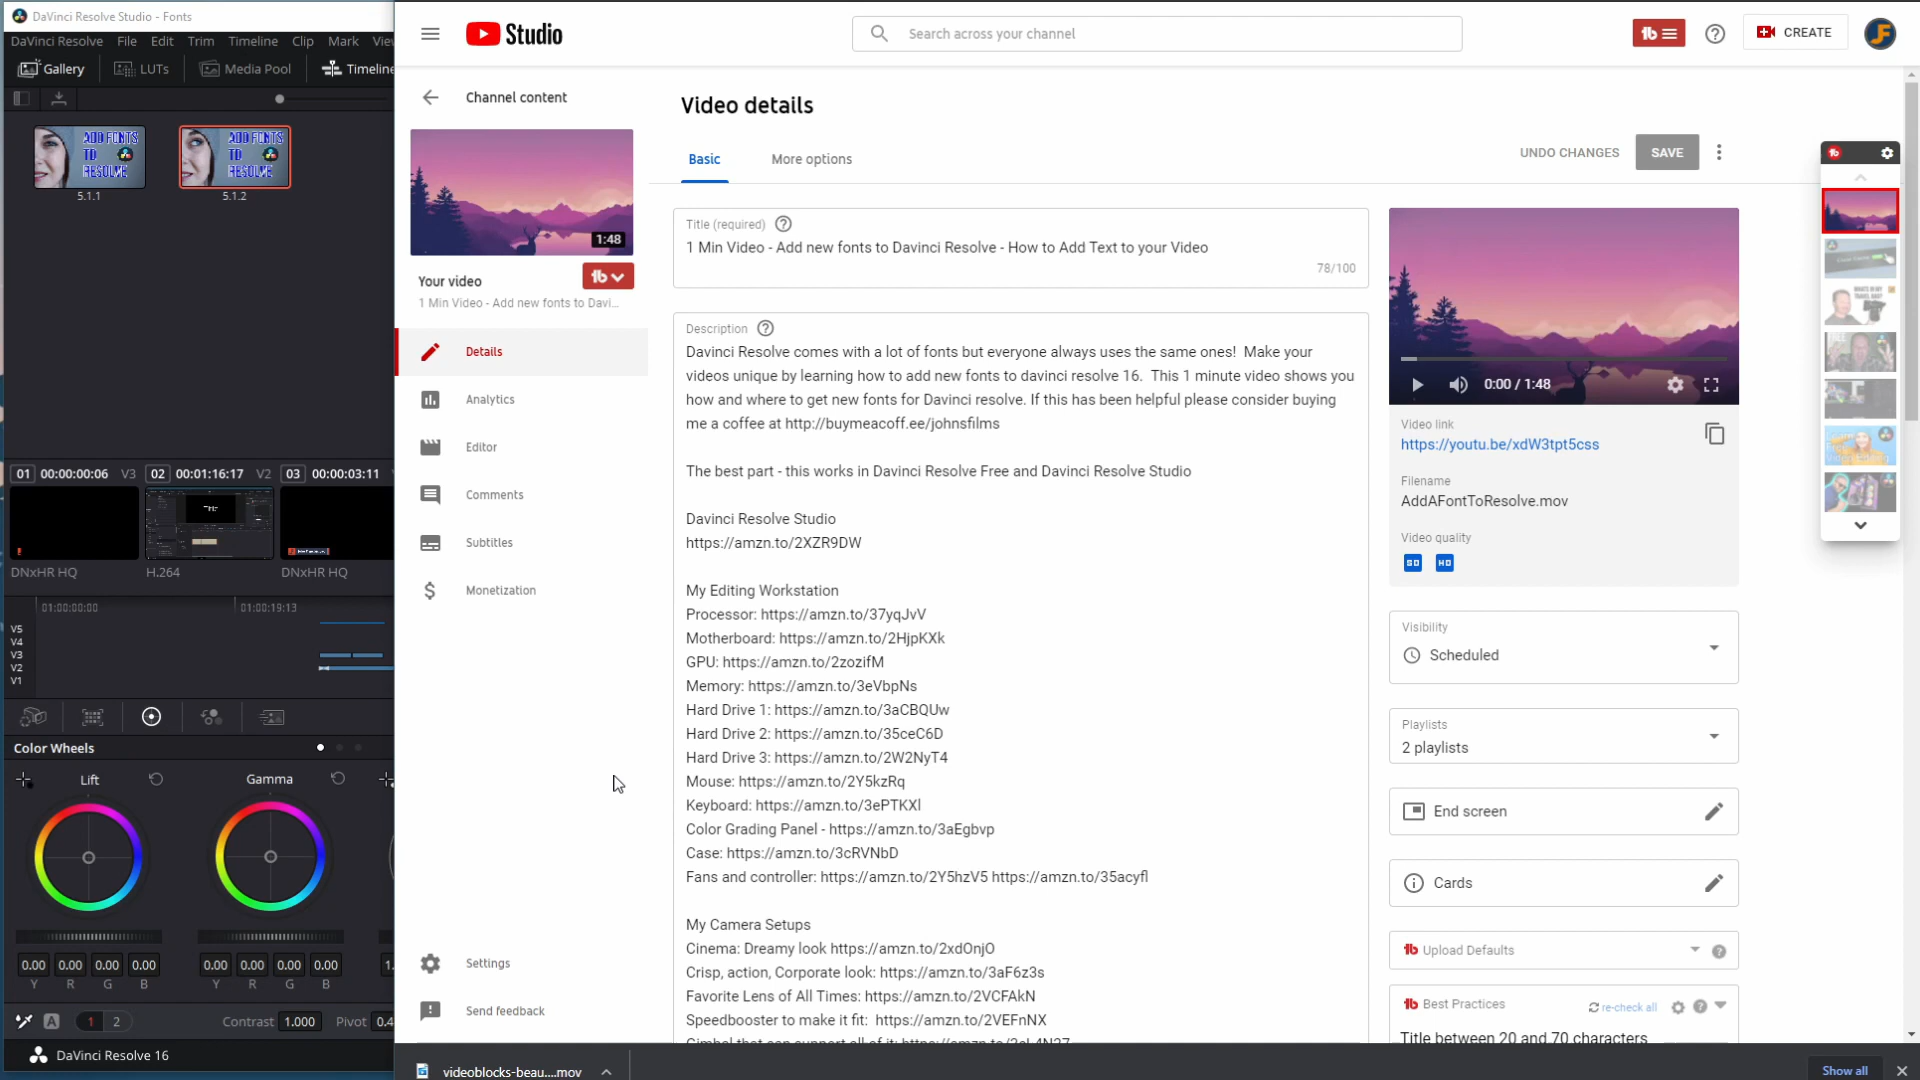 DaVinci Resolve Studio - Fonts
DaVinci Resolve File Edit Trim Timeline Clip Mark
Gallery LUTs Media Pool Timeline
ADD FONTS
TO
RESOLVE
5.1.1
ADD FONTS
TO
RESOLVE
5.1.2
01 00:00:00:06 V3 02 00:01:16:17 V2 03 00:00:03:11
DNxHR HQ H.264 DNxHR HQ
01:00:00:00 01:00:19:13
V5
V4
V3
V2
V1
Color Wheels
Lift Gamma
0.00 0.00 0.00 0.00 0.00 0.00 0.00 0.00
Y R G B Y R G B
A 1 2 Contrast 1.000 Pivot 0.4
DaVinci Resolve 16
Studio
Search across your channel
CREATE
Channel content
1:48
Your video
1 Min Video - Add new fonts to Davi...
Details
Analytics
Editor
Comments
Subtitles
Monetization
Settings
Send feedback
Video details
Basic More options
UNDO CHANGES SAVE
Title (required)
1 Min Video - Add new fonts to Davinci Resolve - How to Add Text to your Video
78/100
Description
Davinci Resolve comes with a lot of fonts but everyone always uses the same ones! Make your
videos unique by learning how to add new fonts to davinci resolve 16. This 1 minute video shows you
how and where to get new fonts for Davinci resolve. If this has been helpful please consider buying
me a coffee at http://buymeacoff.ee/johnsfilms
The best part - this works in Davinci Resolve Free and Davinci Resolve Studio
Davinci Resolve Studio
https://amzn.to/2XZR9DW
My Editing Workstation
Processor: https://amzn.to/37yqJvV
Motherboard: https://amzn.to/2HjpKXk
GPU: https://amzn.to/2zozifM
Memory: https://amzn.to/3eVbpNs
Hard Drive 1: https://amzn.to/3aCBQUw
Hard Drive 2: https://amzn.to/35ceC6D
Hard Drive 3: https://amzn.to/2W2NyT4
Mouse: https://amzn.to/2Y5kzRq
Keyboard: https://amzn.to/3ePTKXl
Color Grading Panel - https://amzn.to/3aEgbvp
Case: https://amzn.to/3cRVNbD
Fans and controller: https://amzn.to/2Y5hzV5 https://amzn.to/35acyfl
My Camera Setups
Cinema: Dreamy look https://amzn.to/2xdOnjO
Crisp, action, Corporate look: https://amzn.to/3aF6z3s
Favorite Lens of All Times: https://amzn.to/2VCFAkN
Speedbooster to make it fit: https://amzn.to/2VEFnNX
0:00 / 1:48
Video link
https://youtu.be/xdW3tpt5css
Filename
AddAFontToResolve.mov
Video quality
SD HD
Visibility
Scheduled
Playlists
2 playlists
End screen
Cards
Upload Defaults
Best Practices re-check all
Title between 20 and 70 characters
videoblocks-beau....mov
Show all